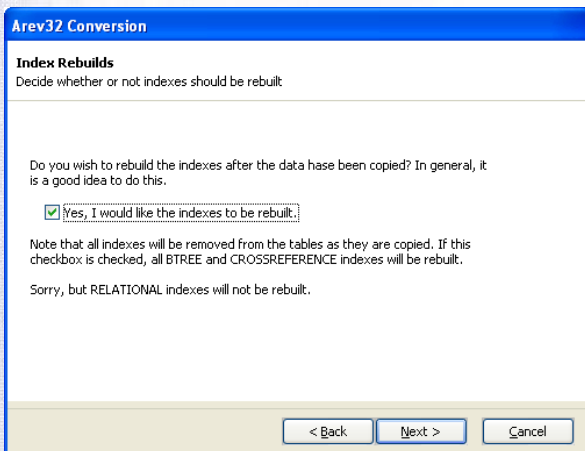 Arev32 Conversion
Index Rebuilds
Decide whether or not indexes should be rebuilt
Do you wish to rebuild the indexes after the data hase been copied? In general, it
is a good idea to do this.
Yes, I would like the indexes to be rebuilt.
Note that all indexes will be removed from the tables as they are copied. If this
checkbox is checked, all BTREE and CROSSREFERENCE indexes will be rebuilt.
Sorry, but RELATIONAL indexes will not be rebuilt.
< Back Next > Cancel